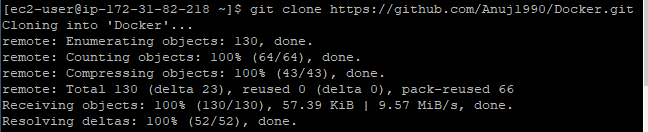 [ec2-user@ip-172-31-82-218 ~]$ git clone https://github.com/Anuj1990/Docker.git
Cloning into 'Docker'...
remote: Enumerating objects: 130, done.
remote: Counting objects: 100% (64/64), done.
remote: Compressing objects: 100% (43/43), done.
remote: Total 130 (delta 23), reused 0 (delta 0), pack-reused 66
Receiving objects: 100% (130/130), 57.39 KiB | 9.57 MiB/s, done.
Resolving deltas: 100% (52/52), done.